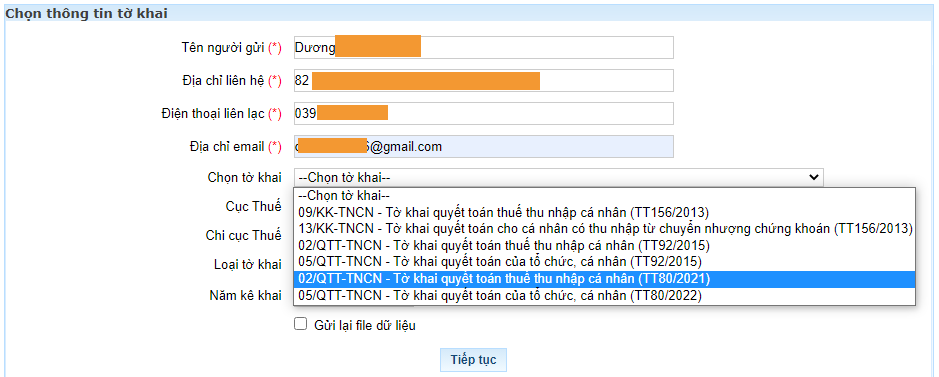 Chọn thông tin tờ khai
Tên người gửi (*) Dương
Địa chỉ liên hệ (*) 82
Điện thoại liên lạc (*) 039
Địa chỉ email (*) 6@gmail.com
Chọn tờ khai --Chọn tờ khai--
--Chọn tờ khai--
Cục Thuế 09/KK-TNCN - Tờ khai quyết toán thuế thu nhập cá nhân (TT156/2013)
Chi cục Thuế 13/KK-TNCN - Tờ khai quyết toán cho cá nhân có thu nhập từ chuyển nhượng chứng khoán (TT156/2013)
02/QTT-TNCN - Tờ khai quyết toán thuế thu nhập cá nhân (TT92/2015)
Loại tờ khai 05/QTT-TNCN - Tờ khai quyết toán của tổ chức, cá nhân (TT92/2015)
02/QTT-TNCN - Tờ khai quyết toán thuế thu nhập cá nhân (TT80/2021)
Năm kê khai 05/QTT-TNCN - Tờ khai quyết toán của tổ chức, cá nhân (TT80/2022)
Gửi lại file dữ liệu
Tiếp tục